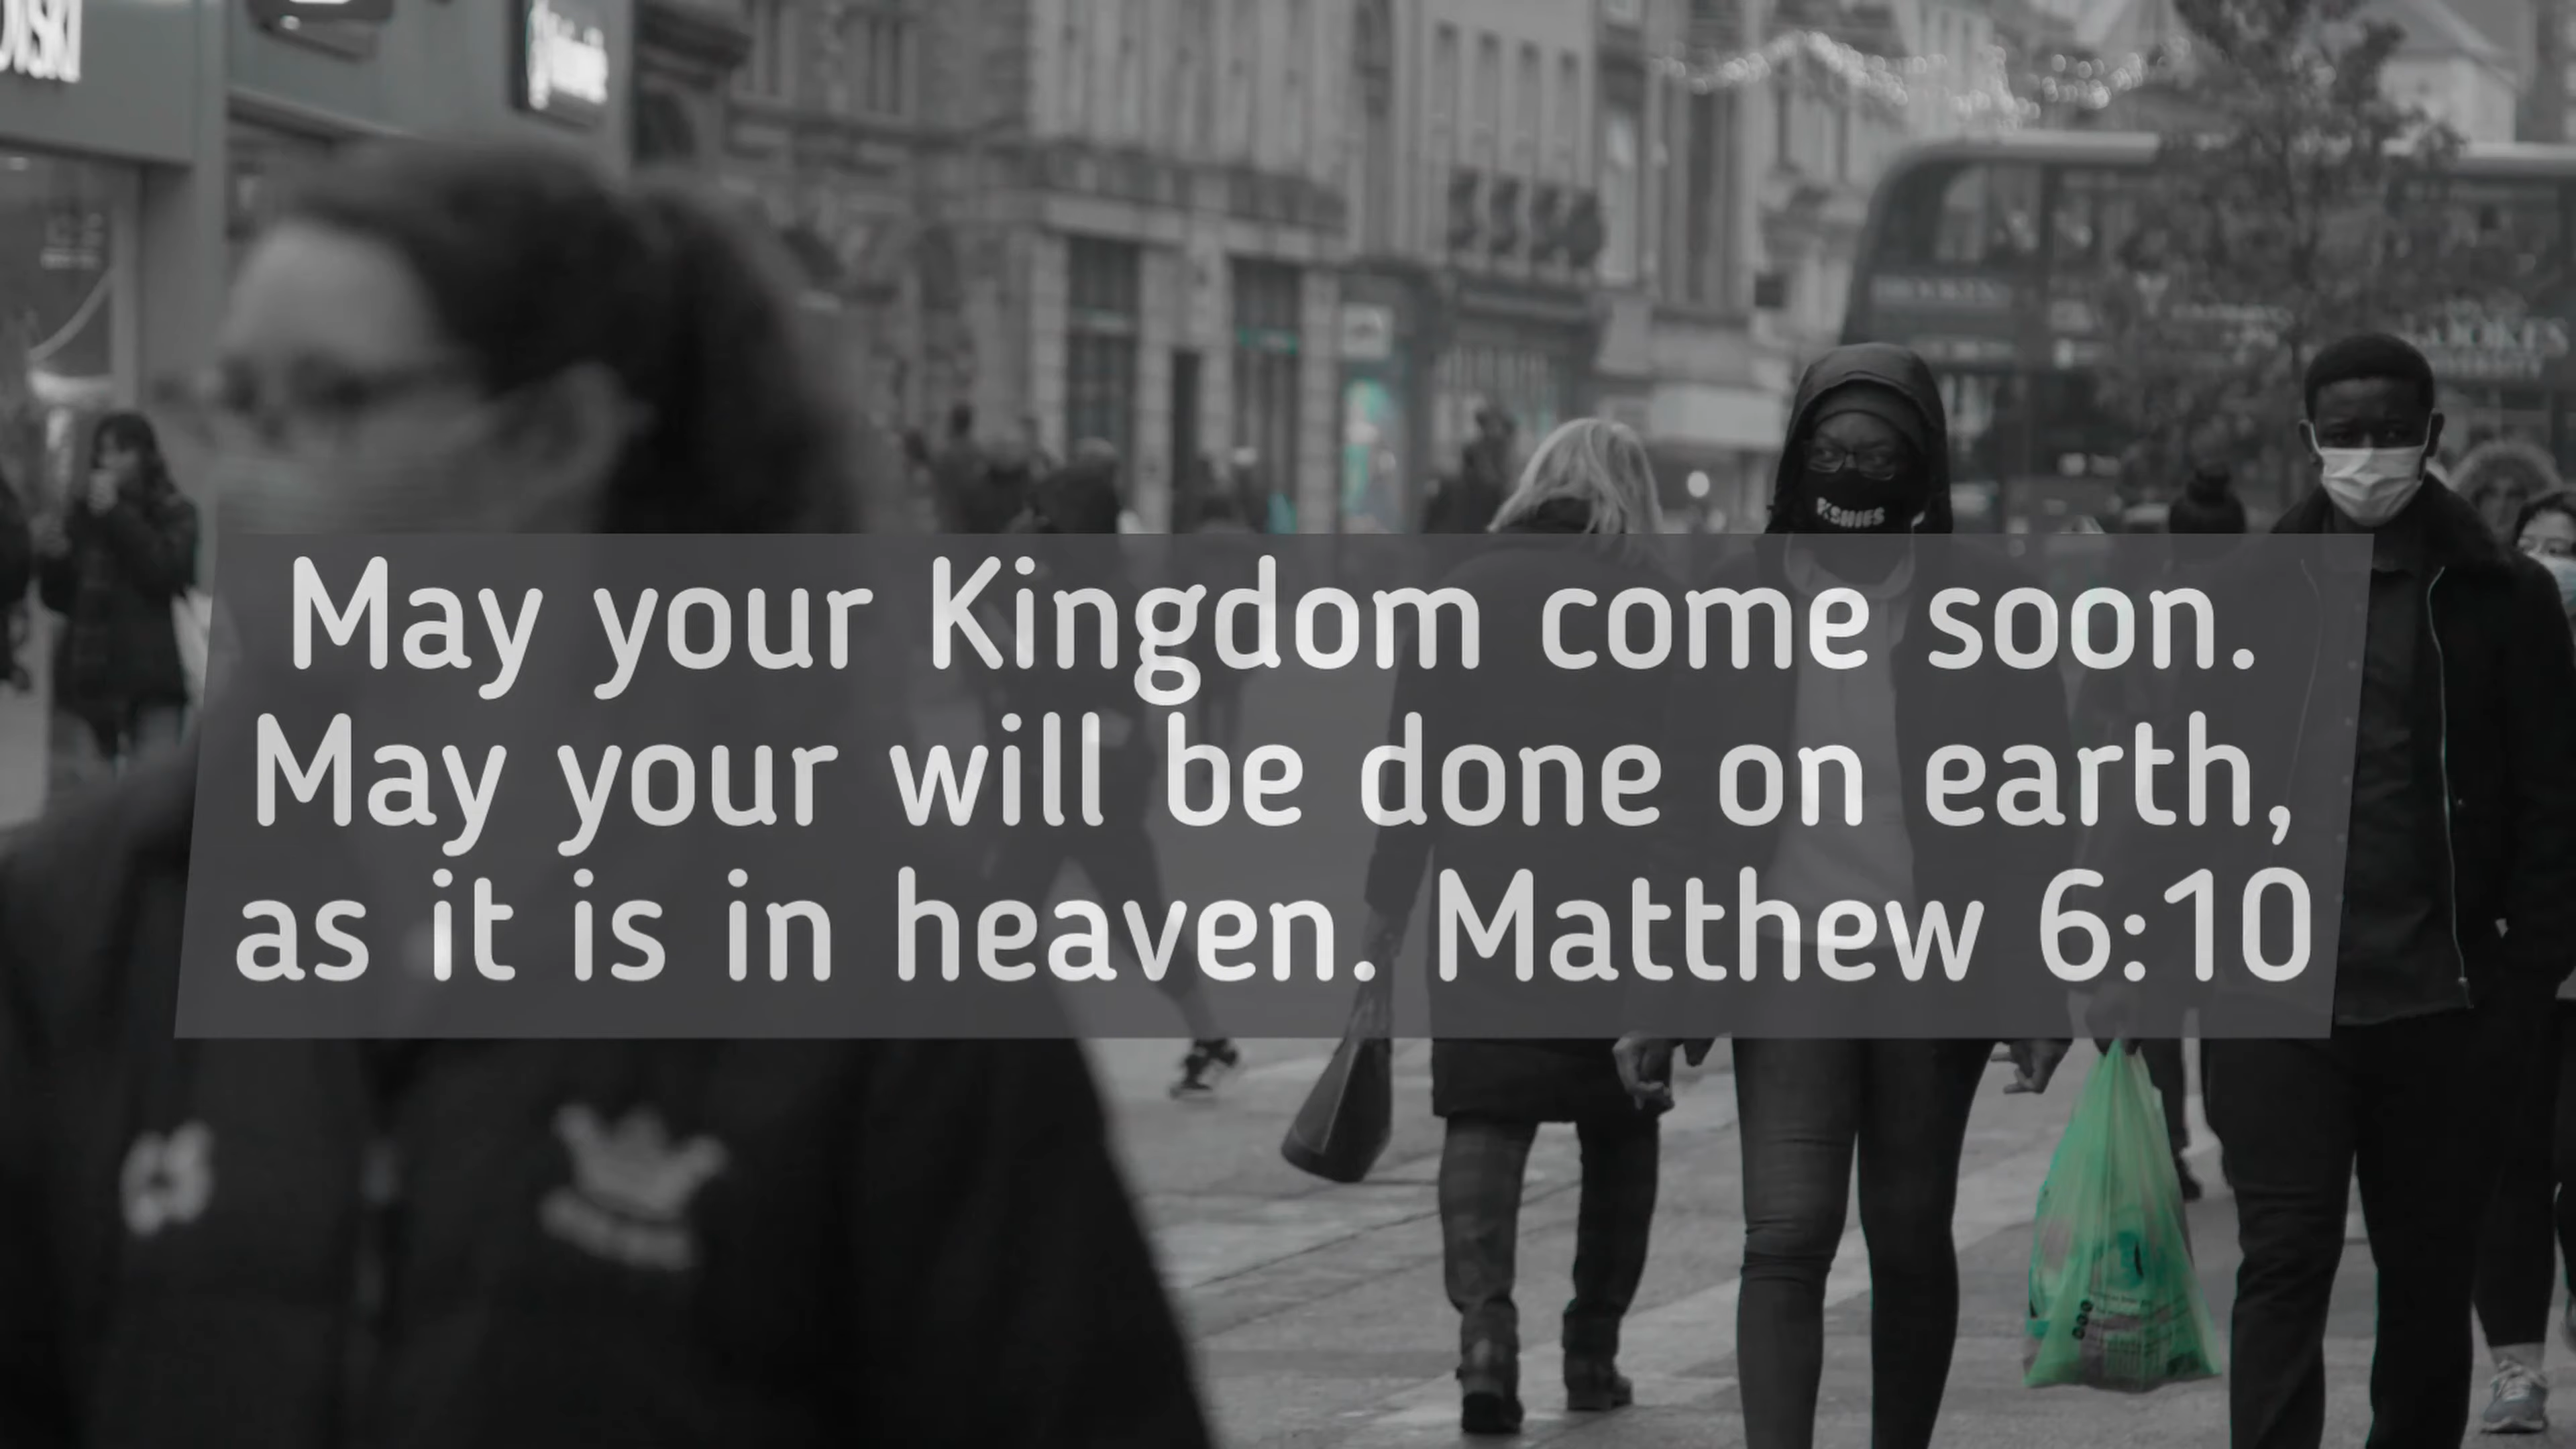 May your Kingdom come soon.
May your will be done on earth,
as it is in heaven. Matthew 6:10